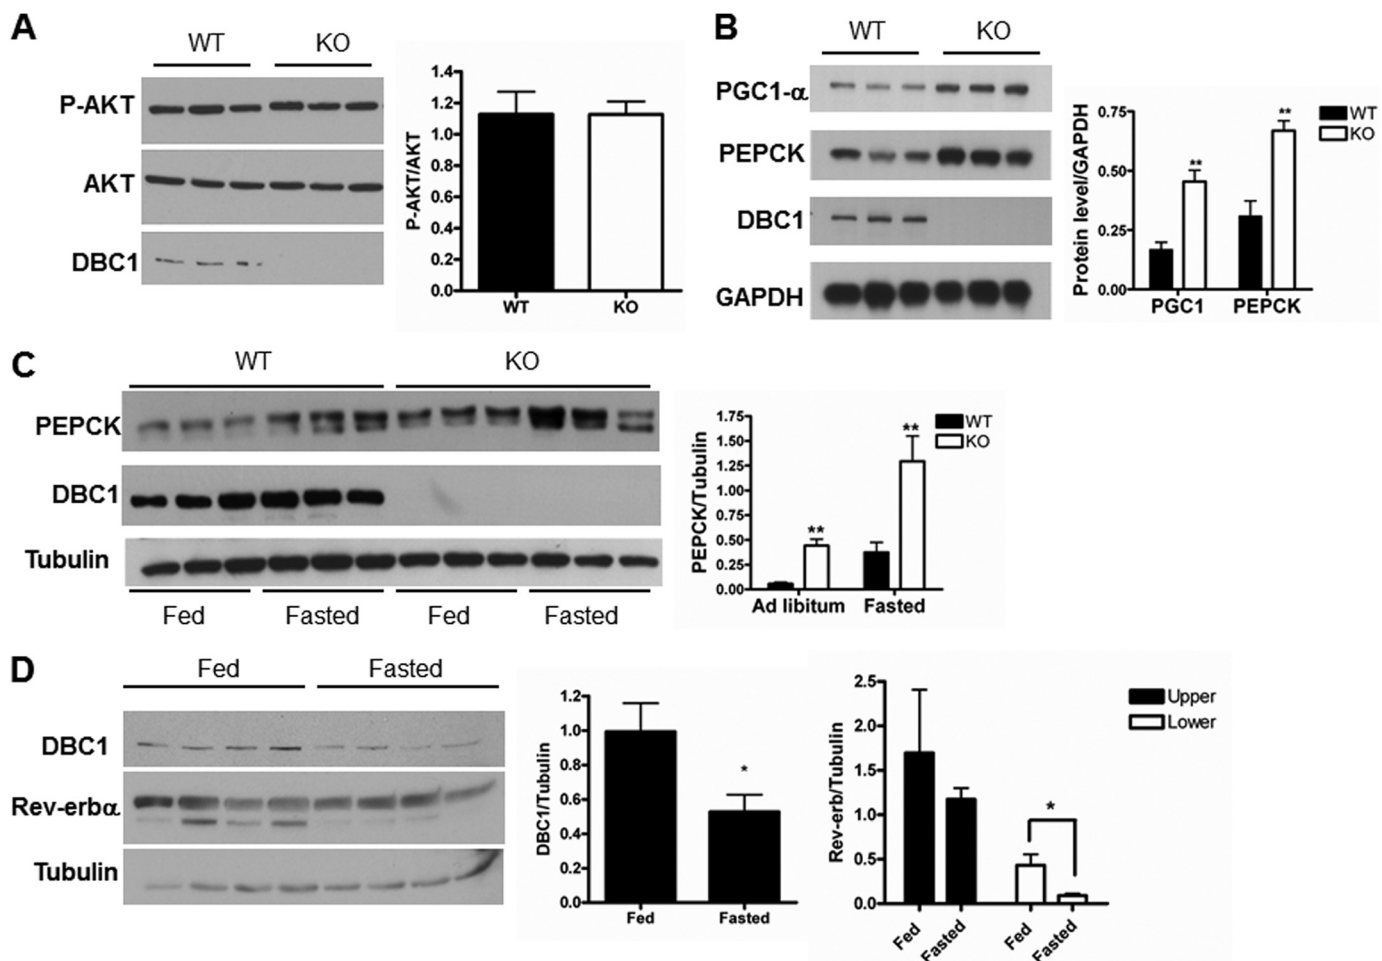 A
WT KO
P-AKT
AKT
DBC1
P-AKT/AKT
1.4
1.2
1.0
0.8
0.6
0.4
0.2
0.0
WT KO
B
WT KO
PGC1-α
PEPCK
DBC1
GAPDH
Protein level/GAPDH
0.75
0.50
0.25
0.00
** **
PGC1 PEPCK
WT
KO
C
WT KO
PEPCK
DBC1
Tubulin
Fed Fasted Fed Fasted
PEPCK/Tubulin
1.75
1.50
1.25
1.00
0.75
0.50
0.25
0.00
** **
Ad libitum Fasted
WT
KO
D
Fed Fasted
DBC1
Rev-erbα
Tubulin
DBC1/Tubulin
1.2
1.0
0.8
0.6
0.4
0.2
0.0
*
Fed Fasted
Rev-erb/Tubulin
2.5
2.0
1.5
1.0
0.5
0.0
*
Fed Fasted Fed Fasted
Upper
Lower